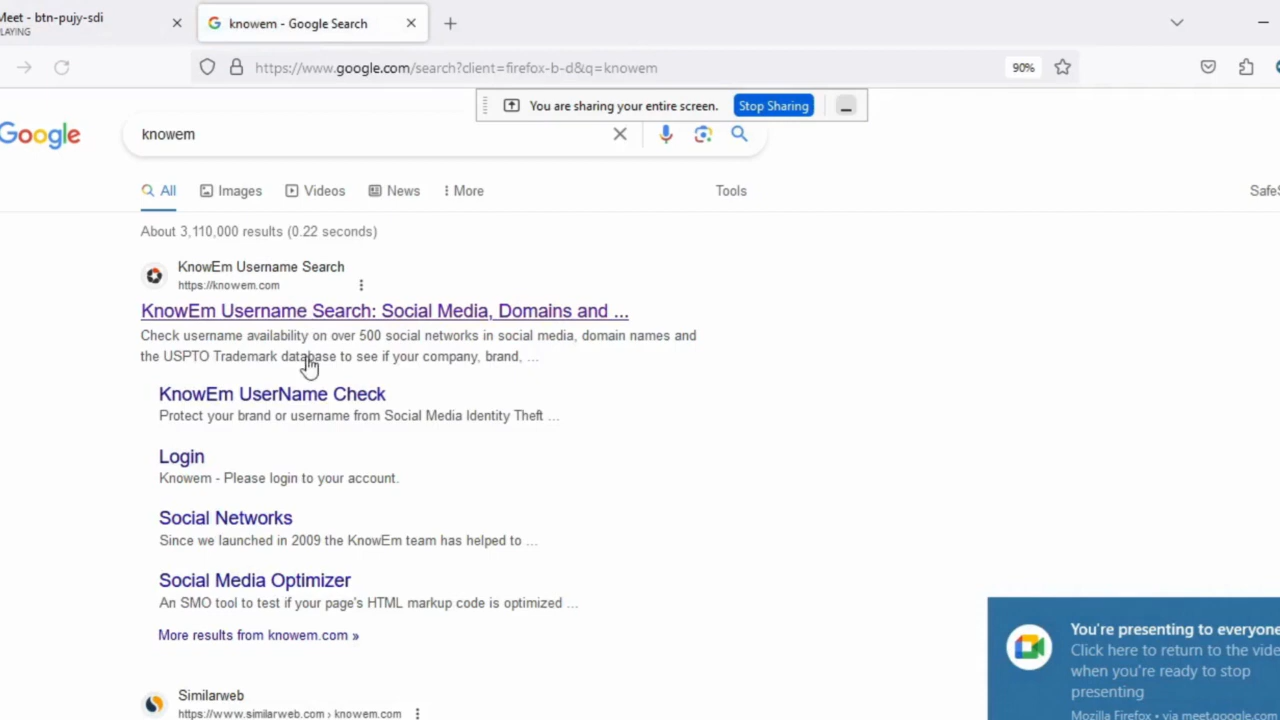 Meet - btn-pujy-sdi
knowem - Google Search
https://www.google.com/search?client=firefox-b-d&q=knowem
90%
You are sharing your entire screen.
Stop Sharing
Google
knowem
All
Images
Videos
News
More
Tools
About 3,110,000 results (0.22 seconds)
KnowEm Username Search
https://knowem.com
KnowEm Username Search: Social Media, Domains and ...
Check username availability on over 500 social networks in social media, domain names and
the USPTO Trademark database to see if your company, brand, ...
KnowEm UserName Check
Protect your brand or username from Social Media Identity Theft ...
Login
Knowem - Please login to your account.
Social Networks
Since we launched in 2009 the KnowEm team has helped to ...
Social Media Optimizer
An SMO tool to test if your page's HTML markup code is optimized ...
More results from knowem.com »
You're presenting to everyone
Click here to return to the
when you're ready to stop
presenting
Mozilla Firefox • via meet.google.com
Similarweb
https://www.similarweb.com › knowem.com